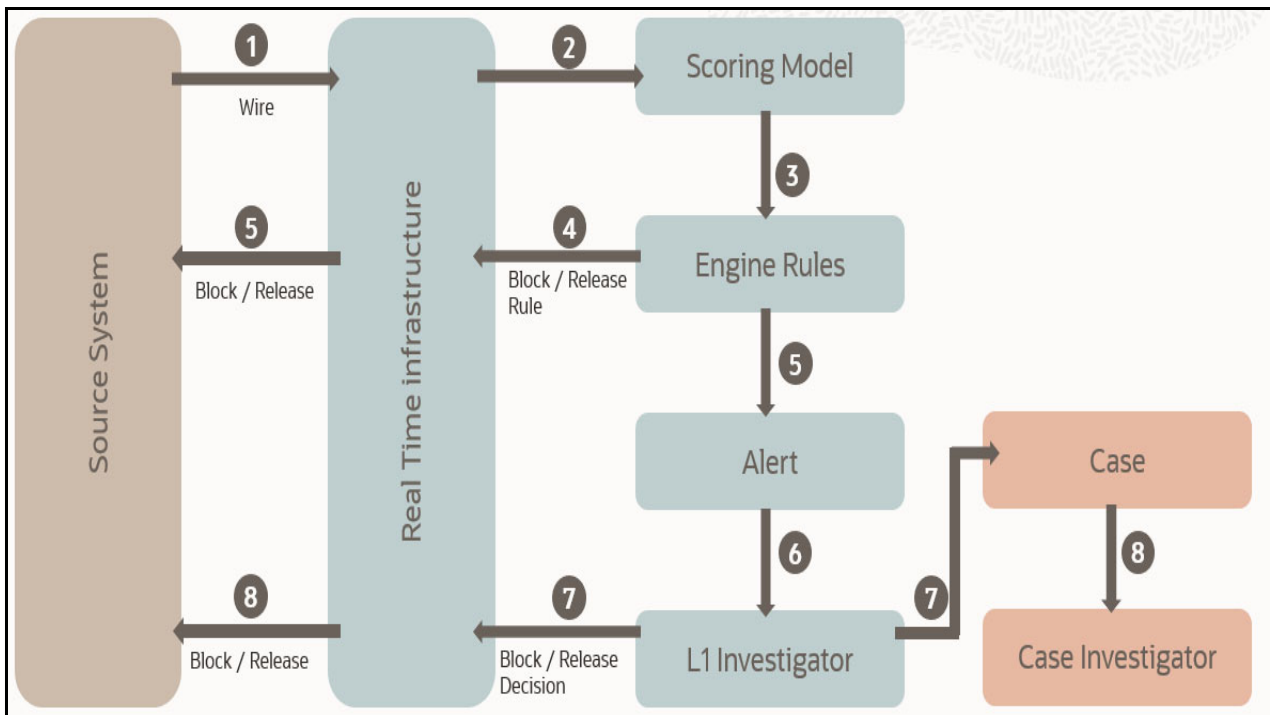 1
Wire
2
Scoring Model
3
Source System
5
Block / Release
Real Time infrastructure
4
Block / Release
Rule
Engine Rules
5
Alert
Case
6
8
8
Block / Release
7
Block / Release
Decision
L1 Investigator
7
Case Investigator